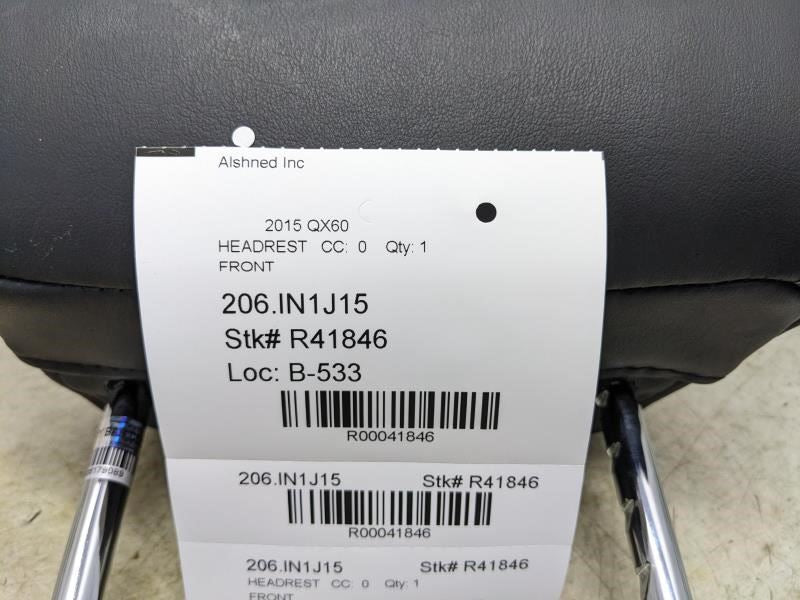 Alshned Inc
2015 QX60
HEADREST CC: 0 Qty: 1
FRONT
206.IN1J15
Stk# R41846
Loc: B-533
R00041846
206.IN1J15 Stk# R41846
R00041846
206.IN1J15 Stk# R41846
HEADREST CC: 0 Qty: 1
FRONT